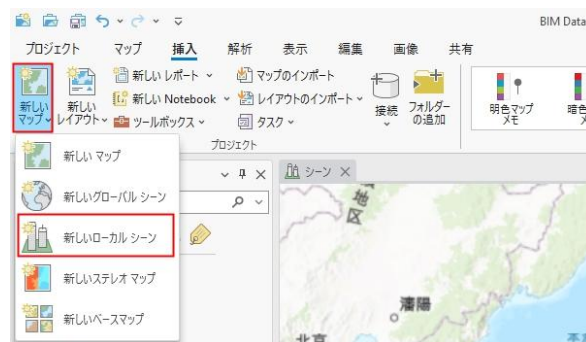 BIM Data
プロジェクト マップ 挿入 解析 表示 編集 画像 共有
新しい マップ
新しい レイアウト
新しい レポート
新しい Notebook
ツールボックス
マップのインポート
レイアウトのインポート
タスク
接続
フォルダー の追加
明色マップ メモ
暗色
プロジェクト
新しい マップ
新しいグローバル シーン
新しいローカル シーン
新しいステレオ マップ
新しいベースマップ
シーン
瀋陽
北京